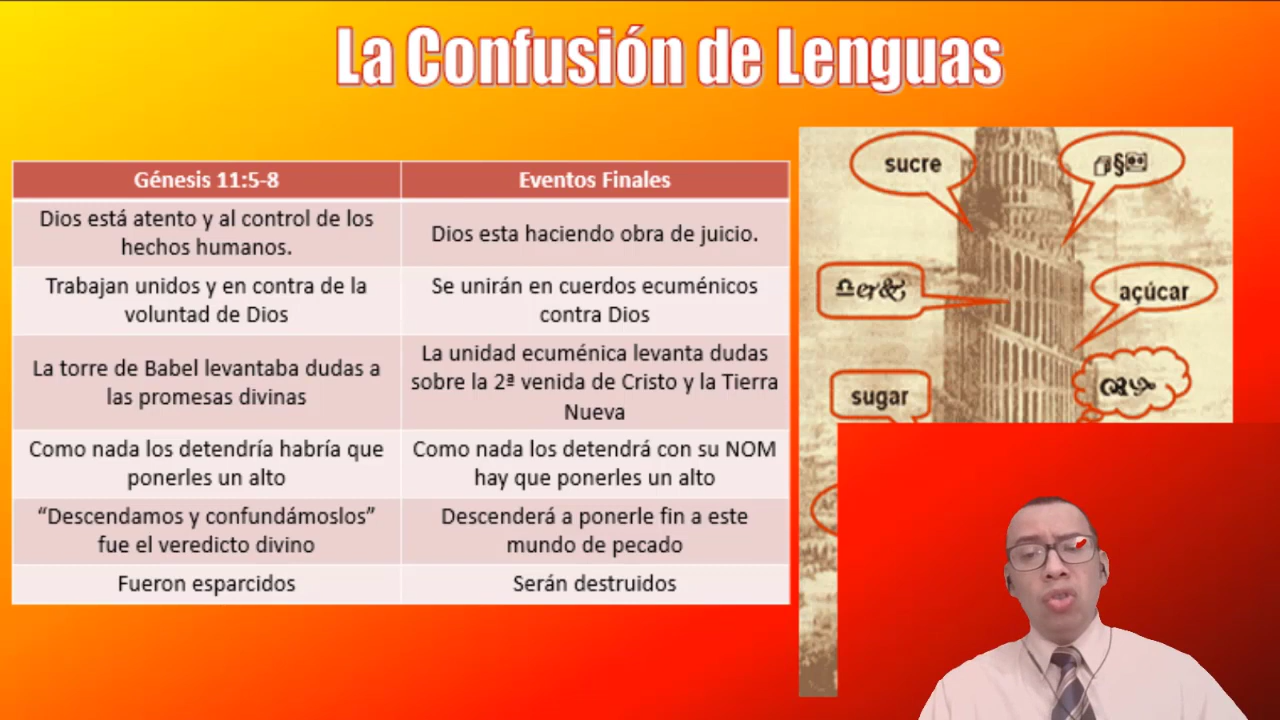 La Confusión de Lenguas
Génesis 11:5-8
Eventos Finales
Dios está atento y al control de los
hechos humanos.
Dios esta haciendo obra de juicio.
Trabajan unidos y en contra de la
voluntad de Dios
Se unirán en cuerdos ecuménicos
contra Dios
La torre de Babel levantaba dudas a
las promesas divinas
La unidad ecuménica levanta dudas
sobre la 2ª venida de Cristo y la Tierra
Nueva
Como nada los detendría habría que
ponerles un alto
Como nada los detendrá con su NOM
hay que ponerles un alto
“Descendamos y confundámoslos”
fue el veredicto divino
Descenderá a ponerle fin a este
mundo de pecado
Fueron esparcidos
Serán destruidos
sucre
açúcar
sugar